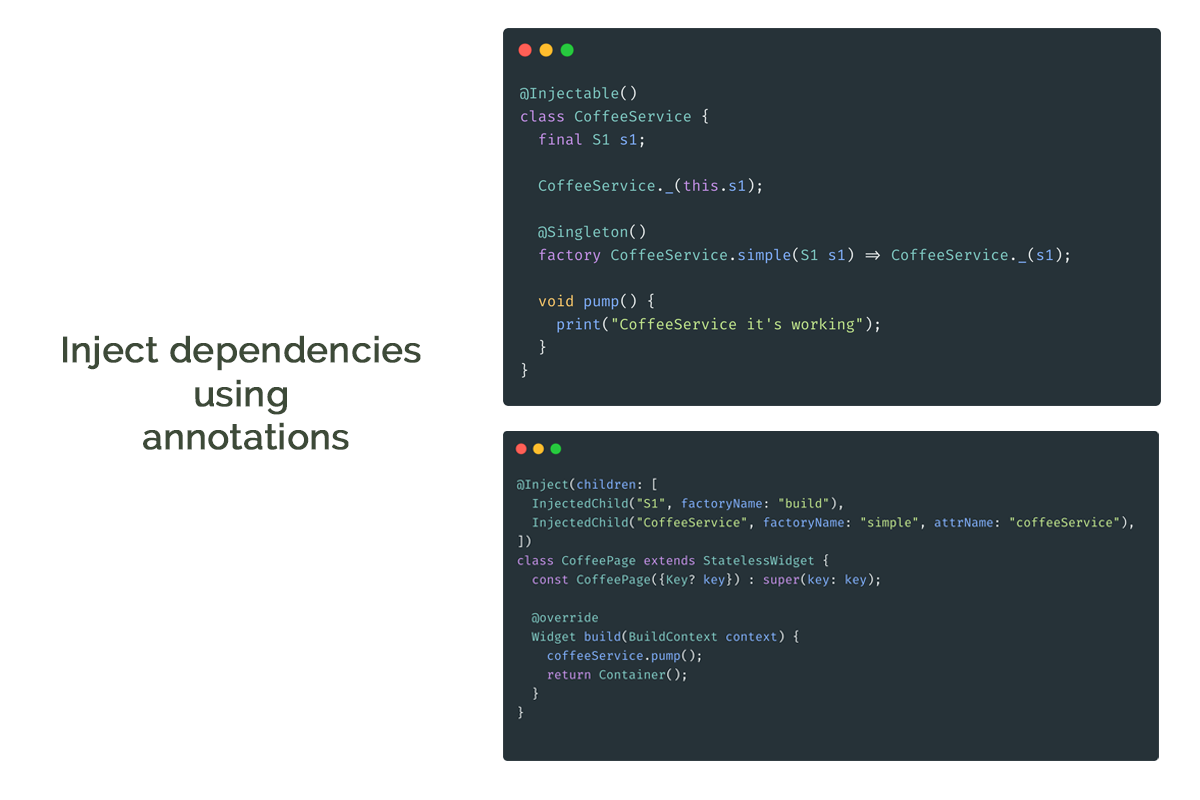 Inject dependencies
using
annotations
@Injectable()
class CoffeeService {
  final S1 s1;
  CoffeeService._(this.s1);
  @Singleton()
  factory CoffeeService.simple(S1 s1) => CoffeeService._(s1);
  void pump() {
    print("CoffeeService it's working");
  }
}
@Inject(children: [
  InjectedChild("S1", factoryName: "build"),
  InjectedChild("CoffeeService", factoryName: "simple", attrName: "coffeeService"),
])
class CoffeePage extends StatelessWidget {
  const CoffeePage({Key? key}) : super(key: key);
  @override
  Widget build(BuildContext context) {
    coffeeService.pump();
    return Container();
  }
}